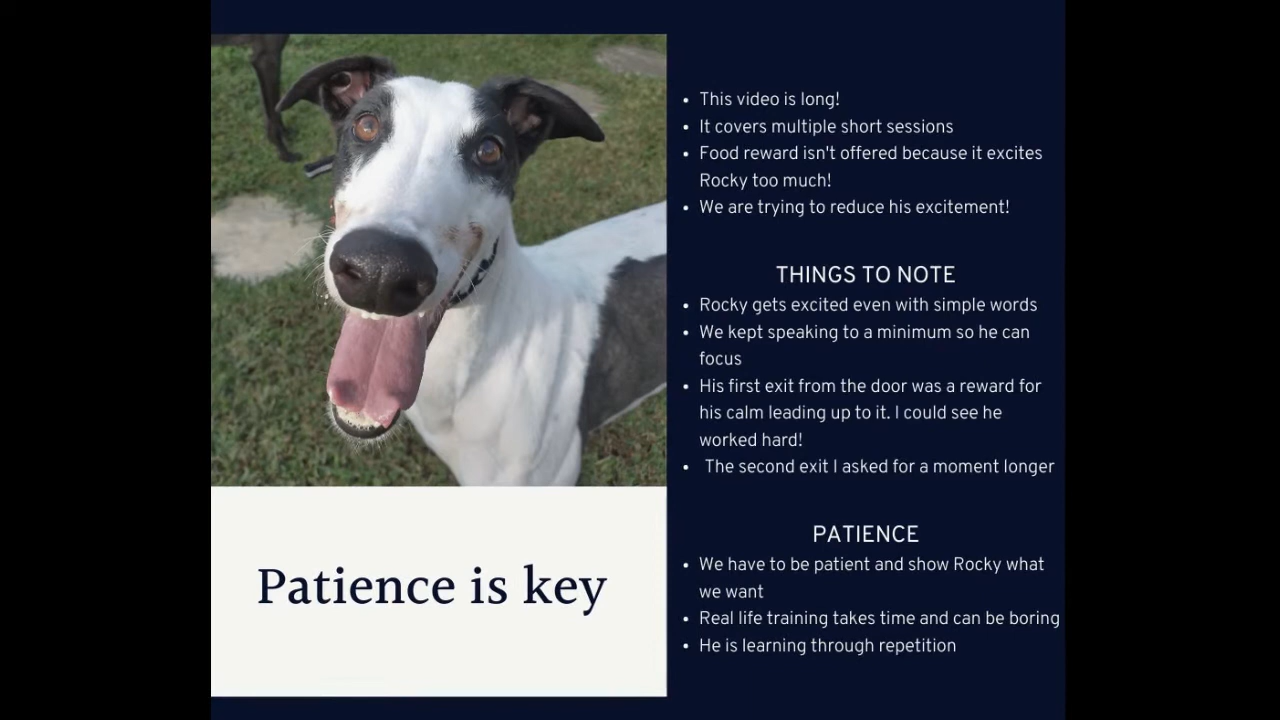 Patience is key
• This video is long!
• It covers multiple short sessions
• Food reward isn't offered because it excites
Rocky too much!
• We are trying to reduce his excitement!
THINGS TO NOTE
• Rocky gets excited even with simple words
• We kept speaking to a minimum so he can
focus
• His first exit from the door was a reward for
his calm leading up to it. I could see he
worked hard!
• The second exit I asked for a moment longer
PATIENCE
• We have to be patient and show Rocky what
we want
• Real life training takes time and can be boring
• He is learning through repetition